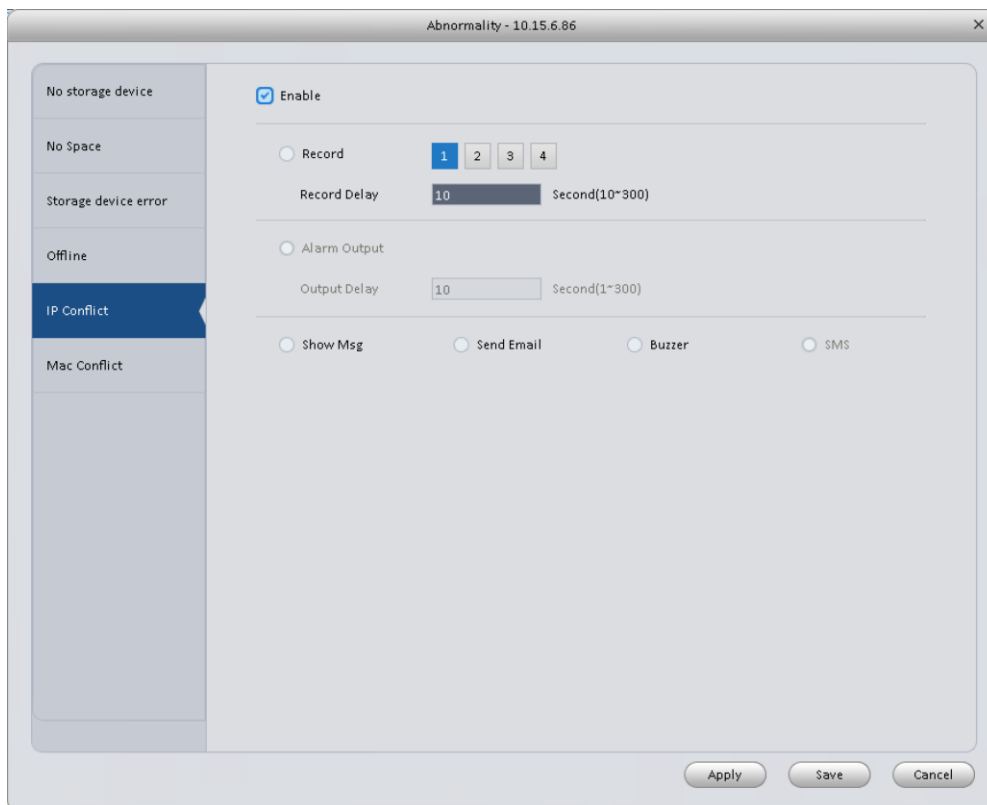 Abnormality - 10.15.6.86
No storage device
No Space
Storage device error
Offline
IP Conflict
Mac Conflict
Enable
Record 1 2 3 4
Record Delay 10 Second(10~300)
Alarm Output
Output Delay 10 Second(1~300)
Show Msg Send Email Buzzer SMS
Apply Save Cancel